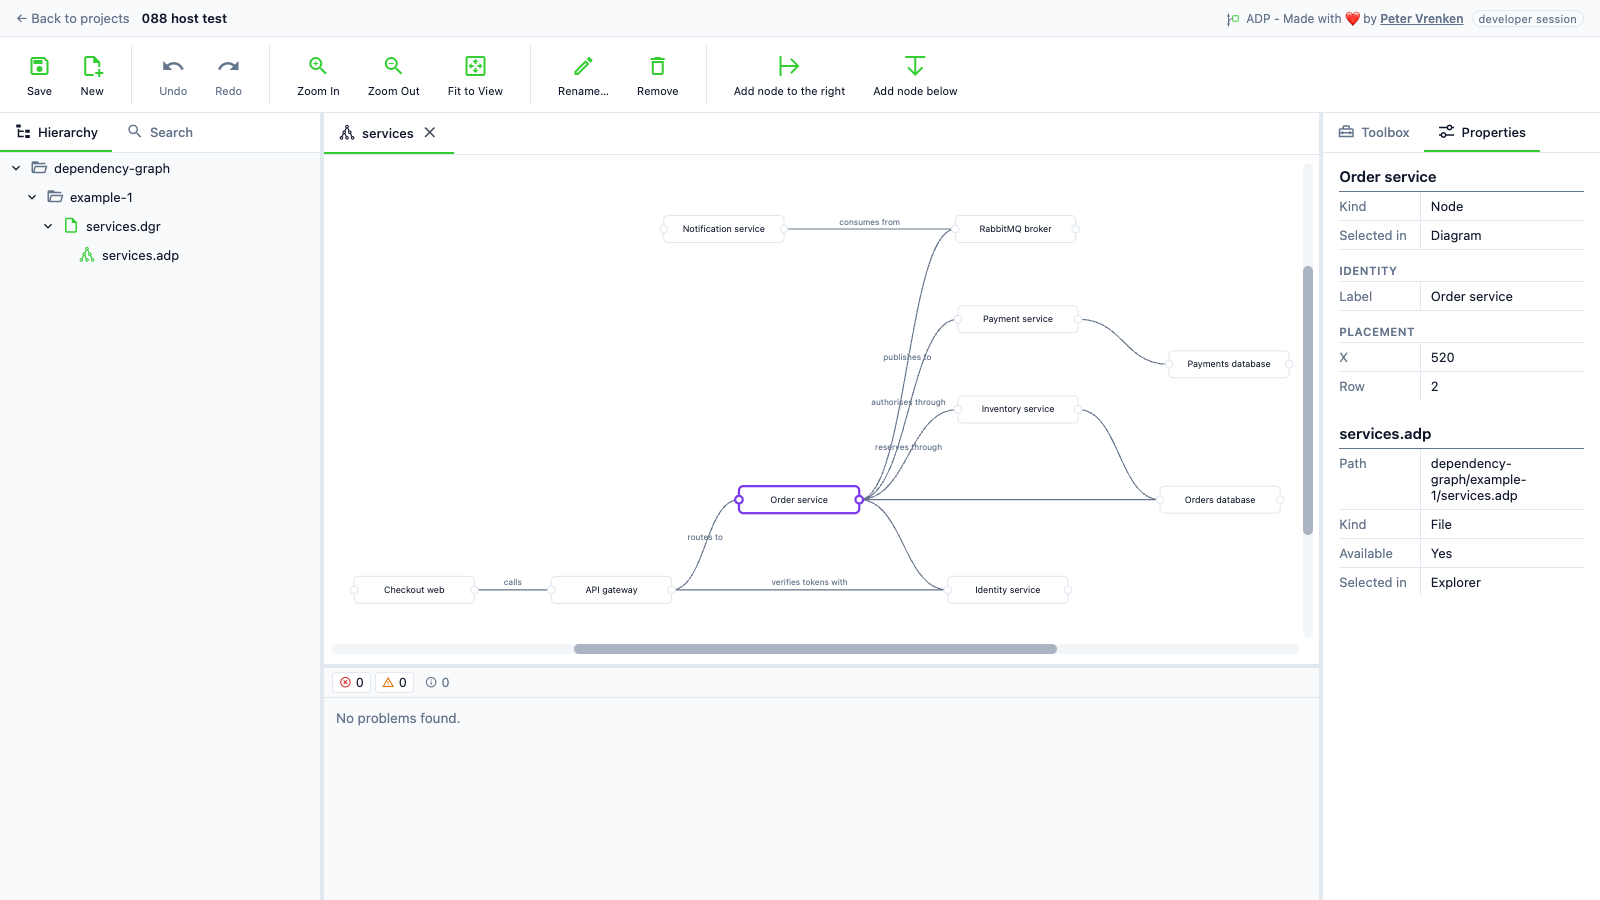 Back to projects 088 host test
ADP - Made with ❤️ by Peter Vrenken developer session
Save New Undo Redo Zoom In Zoom Out Fit to View Rename... Remove Add node to the right Add node below
Hierarchy Search
dependency-graph
example-1
services.dgr
services.adp
services
Notification service
consumes from
RabbitMQ broker
Payment service
publishes to
Payments database
authorises through
Inventory service
reserves through
Order service
Orders database
routes to
Checkout web
calls
API gateway
verifies tokens with
Identity service
0 0 0
No problems found.
Toolbox Properties
Order service
Kind Node
Selected in Diagram
IDENTITY
Label Order service
PLACEMENT
X 520
Row 2
services.adp
Path dependency-
graph/example-
1/services.adp
Kind File
Available Yes
Selected in Explorer